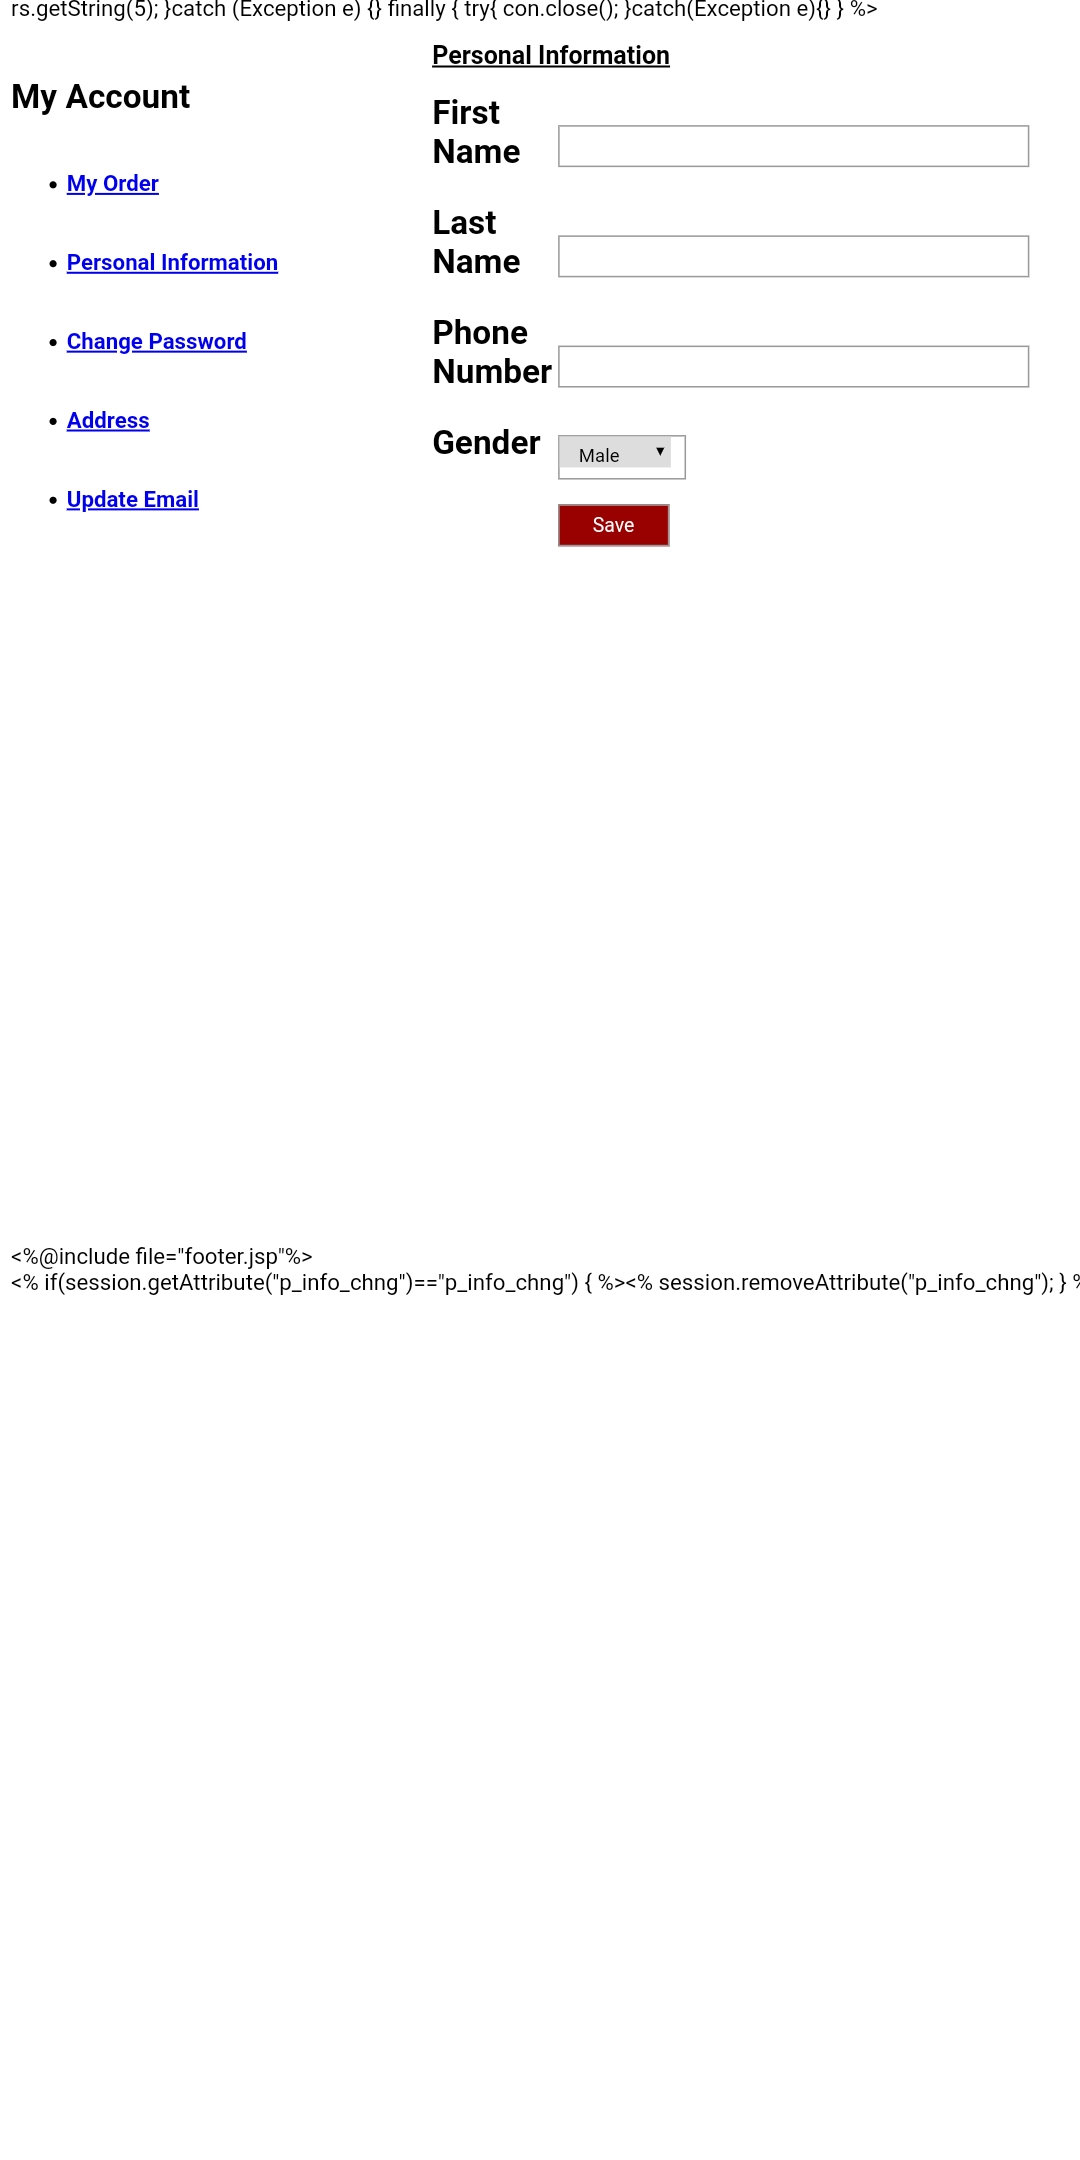 rs.getString(5); }catch (Exception e) {} finally { try{ con.close(); }catch(Exception e){} } %>
My Account
• My Order
• Personal Information
• Change Password
• Address
• Update Email
Personal Information
First
Name
Last
Name
Phone
Number
Gender
Male
Save
<%@include file="footer.jsp"%>
<% if(session.getAttribute("p_info_chng")=="p_info_chng") { %><% session.removeAttribute("p_info_chng"); } %